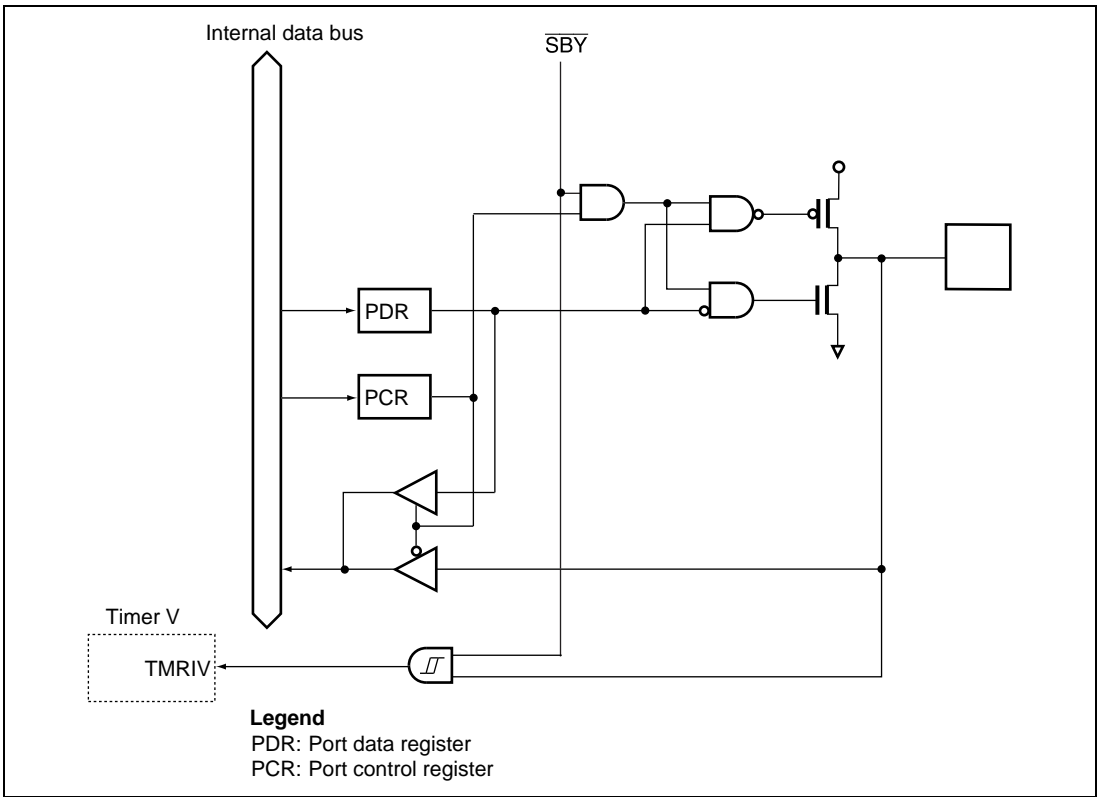 Internal data bus
SBY
PDR
PCR
Timer V
TMRIV
Legend
PDR: Port data register
PCR: Port control register